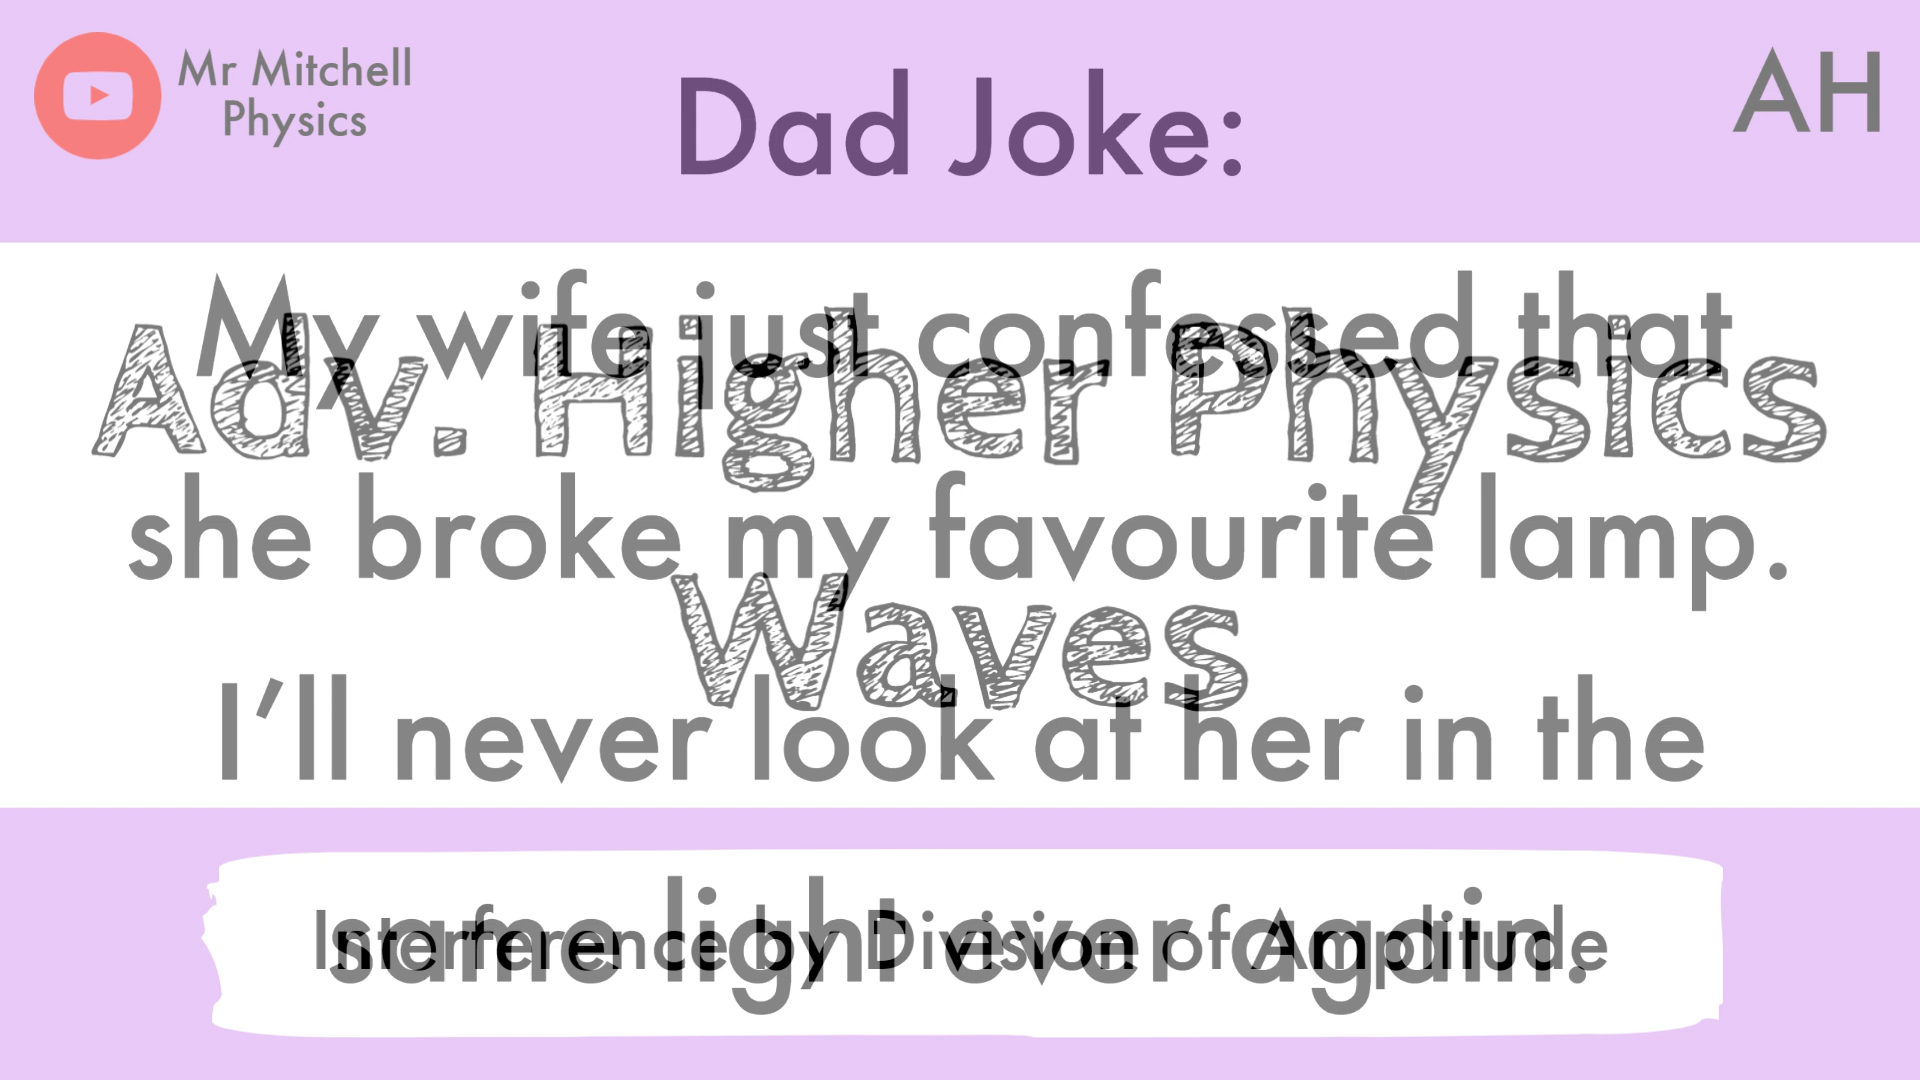 Mr Mitchell
Physics
Dad Joke:
AH
My wife just confessed that
Adv. Higher Physics
she broke my favourite lamp.
Waves
I’ll never look at her in the
same light ever again.
Interference by Division of Amplitude